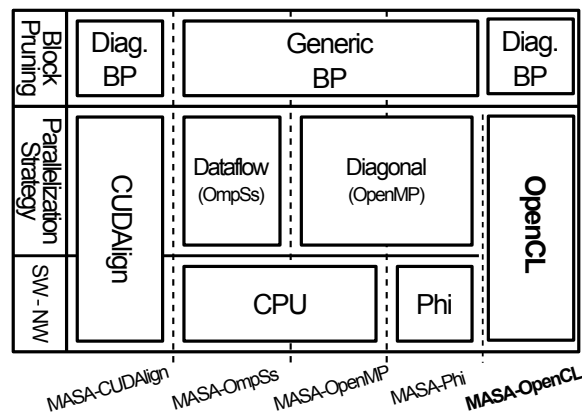 Block
Pruning
Diag.
BP
Generic
BP
Diag.
BP
Parallelization
Strategy
CUDAlign
Dataflow
(OmpSs)
Diagonal
(OpenMP)
OpenCL
SW - NW
CPU
Phi
MASA-CUDAlign
MASA-OmpSs
MASA-OpenMP
MASA-Phi
MASA-OpenCL